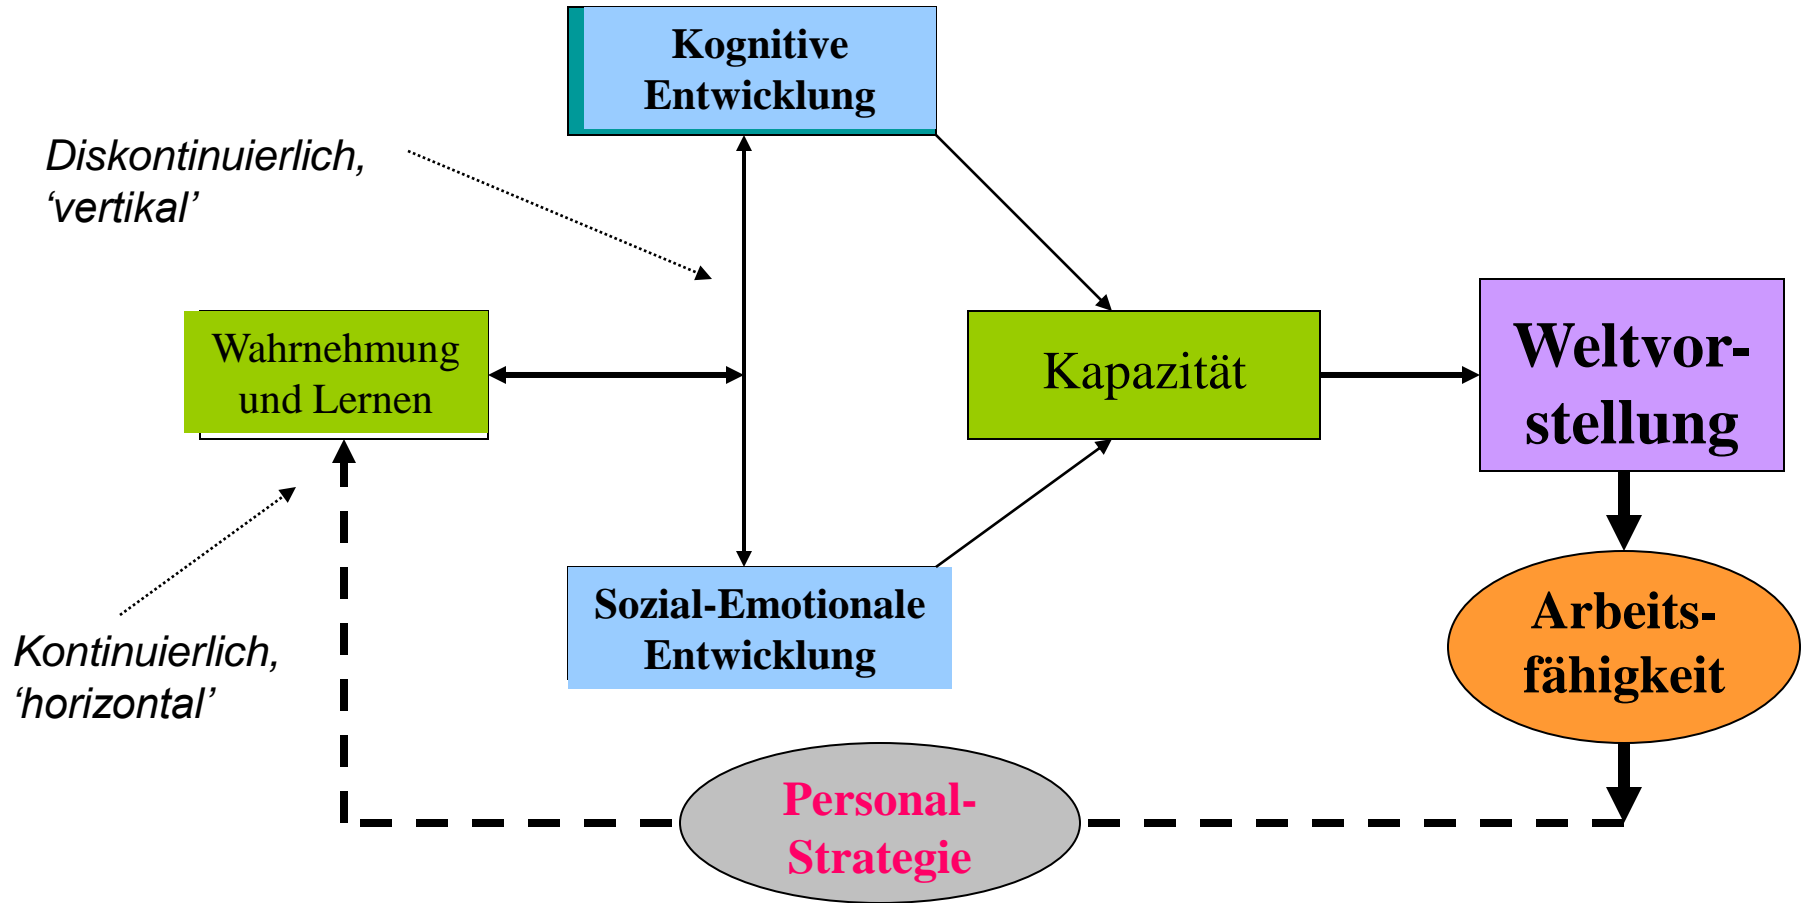 Kognitive
Entwicklung
Diskontinuierlich,
‘vertikal’
Wahrnehmung
und Lernen
Kapazität
Weltvor-
stellung
Sozial-Emotionale
Entwicklung
Arbeits-
fähigkeit
Kontinuierlich,
‘horizontal’
Personal-
Strategie